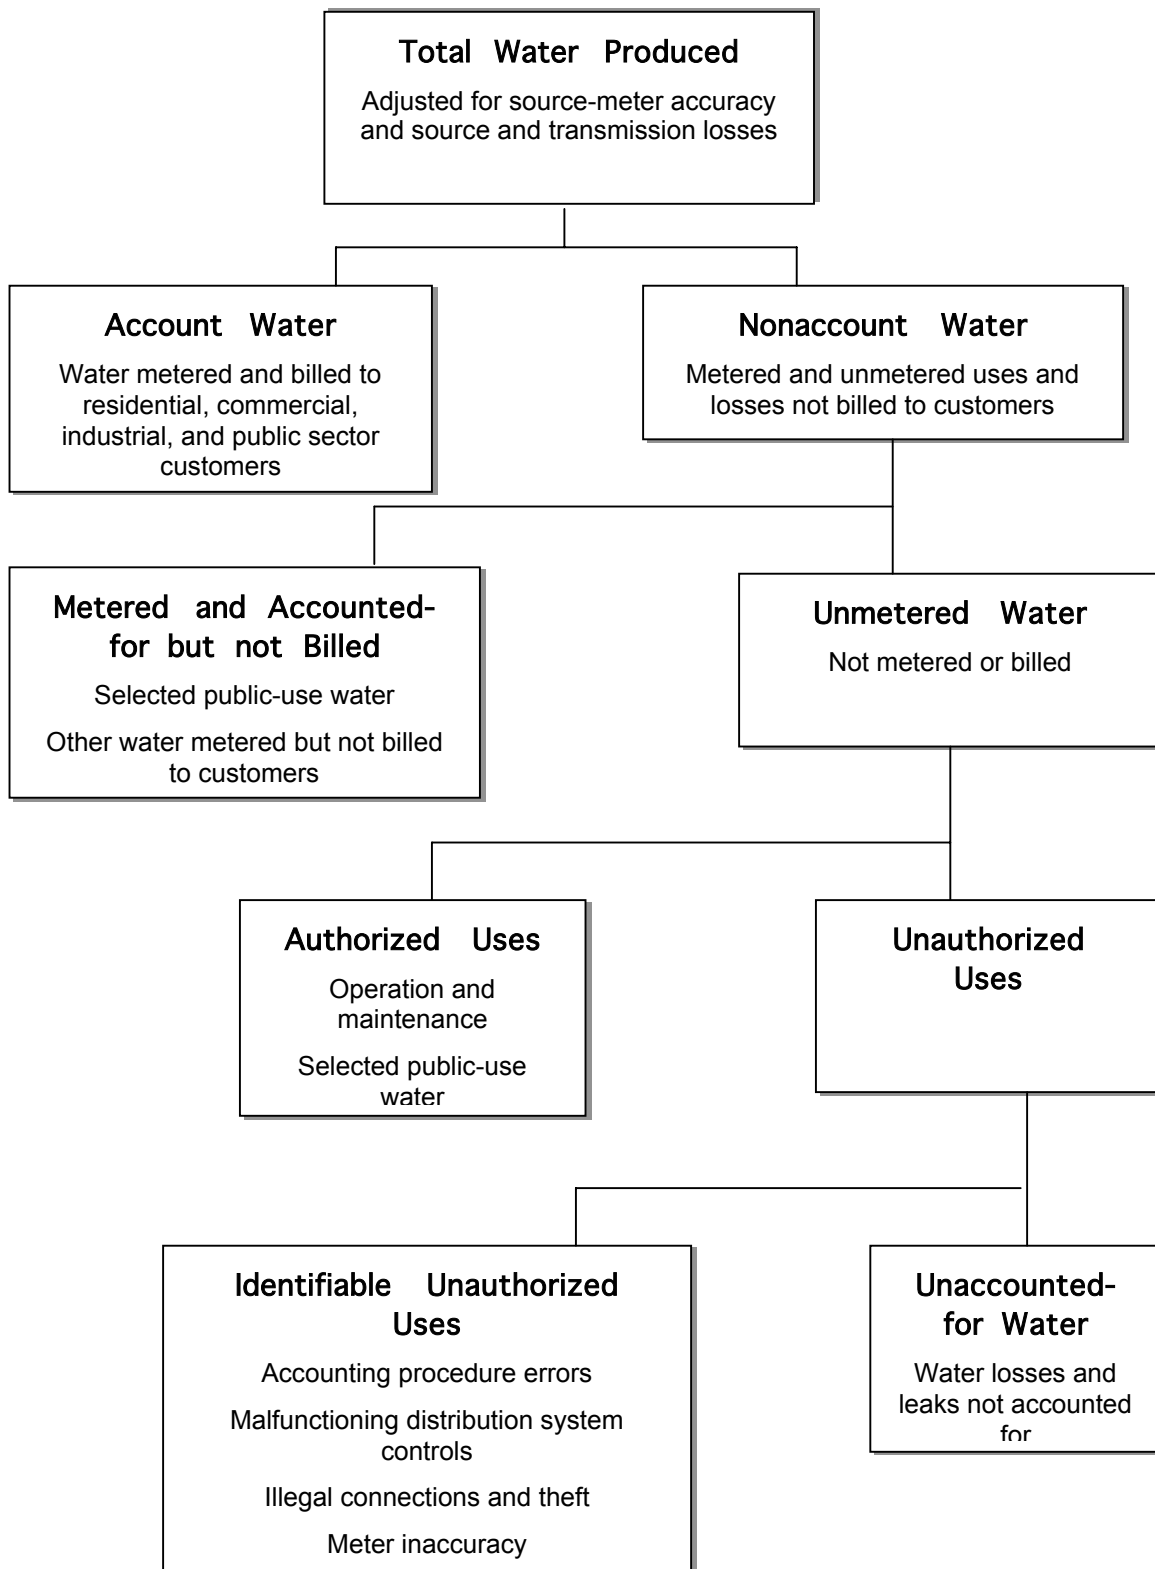 Total Water Produced
Adjusted for source-meter accuracy
and source and transmission losses
Account Water
Water metered and billed to
residential, commercial,
industrial, and public sector
customers
Nonaccount Water
Metered and unmetered uses and
losses not billed to customers
Metered and Accounted-
for but not Billed
Selected public-use water
Other water metered but not billed
to customers
Unmetered Water
Not metered or billed
Authorized Uses
Operation and
maintenance
Selected public-use
water
Unauthorized
Uses
Identifiable Unauthorized
Uses
Accounting procedure errors
Malfunctioning distribution system
controls
Illegal connections and theft
Meter inaccuracy
Unaccounted-
for Water
Water losses and
leaks not accounted
for